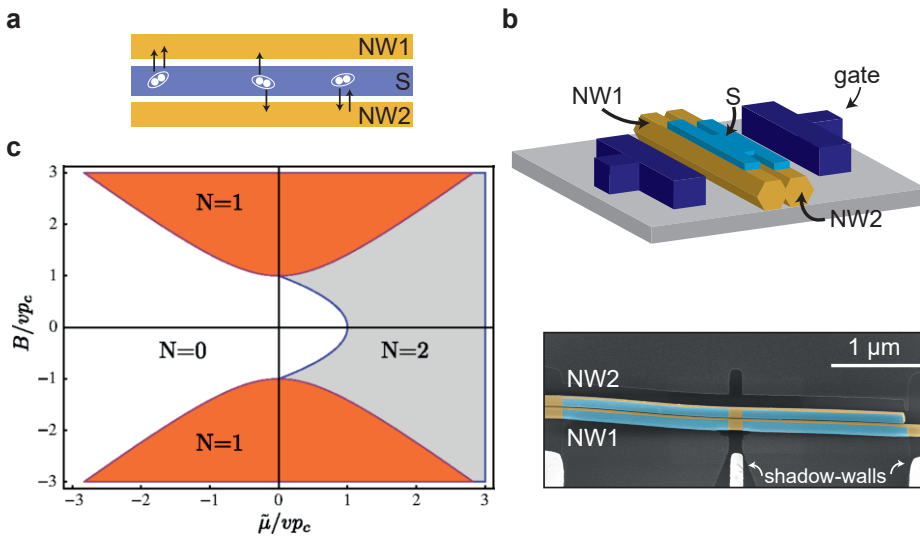 a
NW1
S
NW2
b
NW1
S
gate
NW2
c
3
2
1
0
−1
−2
−3
B/vp_c
N=1
N=0
N=2
N=1
−3 −2 −1 0 1 2 3
μ̃/vp_c
1 μm
NW2
NW1
shadow-walls